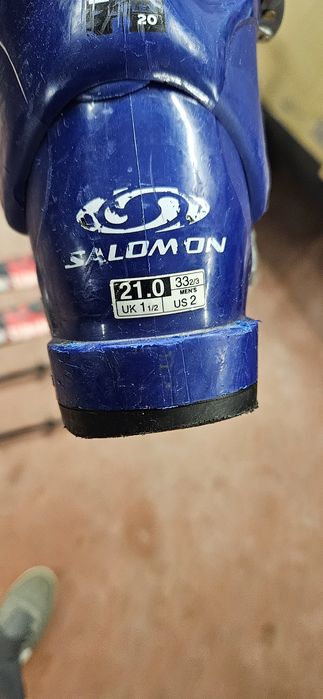 20
SALOMON
21.0 33 2/3
MEN'S
UK 1 1/2 US 2